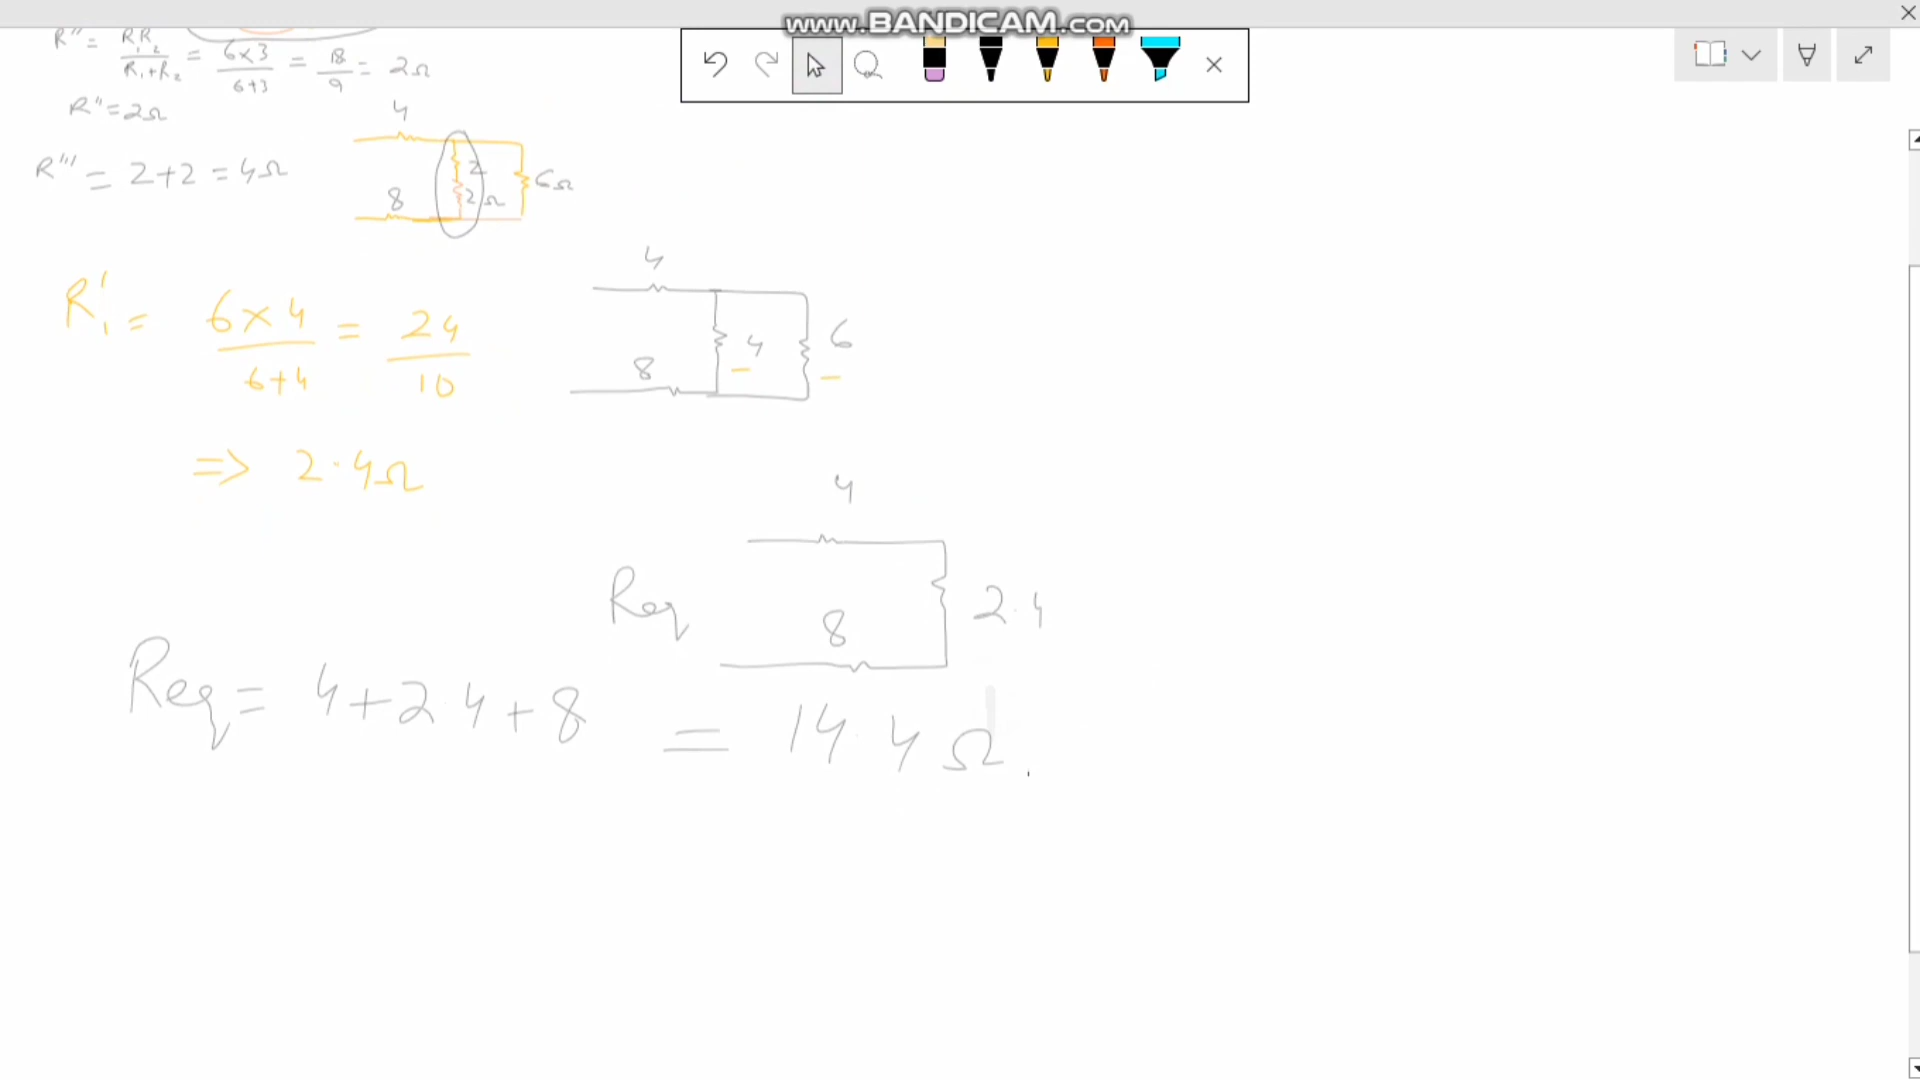 www.BANDICAM.com
R'' = R₁R₂ / R₁+R₂ = 6×3 / 6+3 = 18 / 9 = 2Ω
R'' = 2Ω
4
R''' = 2+2 = 4Ω
2
6Ω
8
2Ω
4
R₁' = 6×4 / 6+4 = 24 / 10
4
6
8
=> 2.4Ω
4
Req
8
2.4
Req = 4+2.4+8 = 14.4Ω.